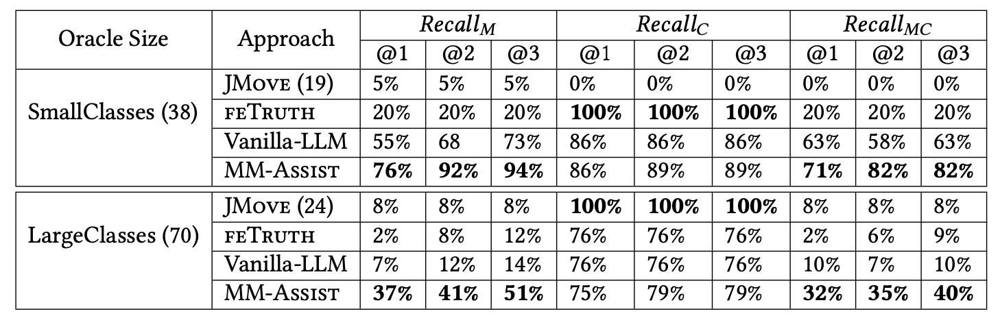 Oracle Size Approach Recall_M Recall_C Recall_MC
@1 @2 @3 @1 @2 @3 @1 @2 @3
JMove (19) 5% 5% 5% 0% 0% 0% 0% 0% 0%
SmallClasses (38) feTruth 20% 20% 20% 100% 100% 100% 20% 20% 20%
Vanilla-LLM 55% 68 73% 86% 86% 86% 63% 58% 63%
MM-Assist 76% 92% 94% 86% 89% 89% 71% 82% 82%
JMove (24) 8% 8% 8% 100% 100% 100% 8% 8% 8%
LargeClasses (70) feTruth 2% 8% 12% 76% 76% 76% 2% 6% 9%
Vanilla-LLM 7% 12% 14% 76% 76% 76% 10% 7% 10%
MM-Assist 37% 41% 51% 75% 79% 79% 32% 35% 40%